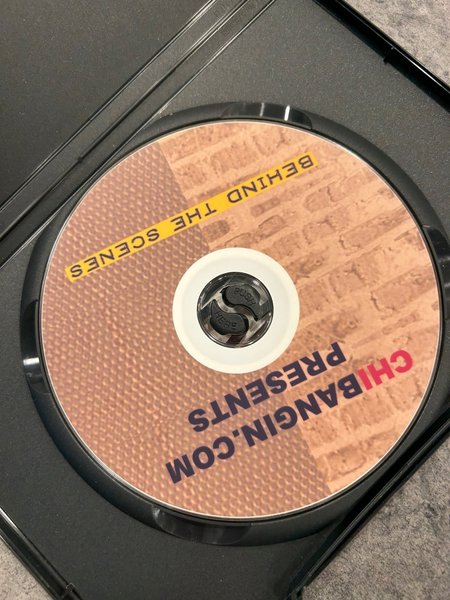 CHIBANGIN.COM
PRESENTS
BEHIND THE SCENES